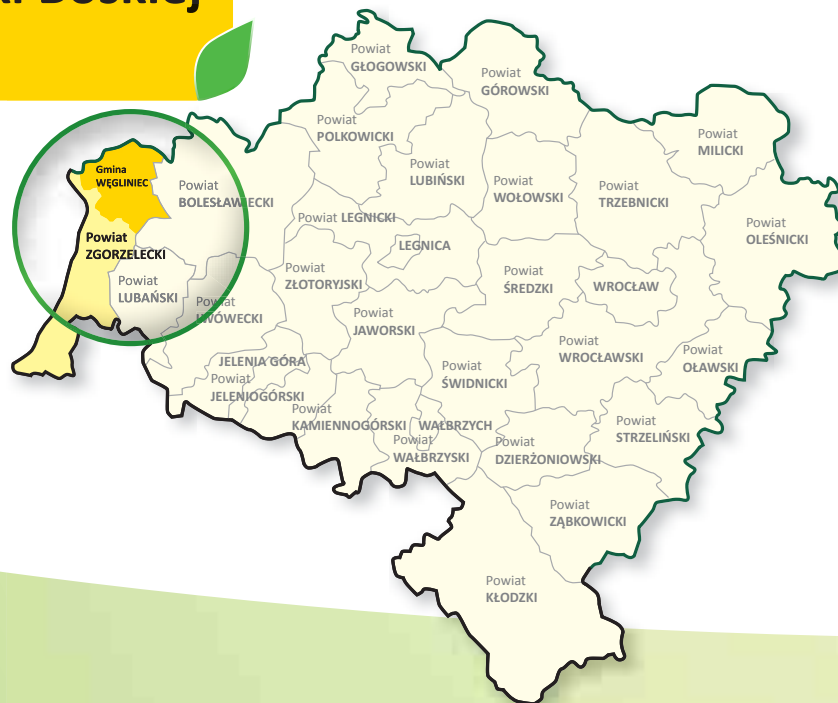 Powiat
GŁOGOWSKI
Powiat
GÓROWSKI
Powiat
POLKOWICKI
Powiat
MILICKI
Powiat
LUBIŃSKI
Gmina
WĘGLINIEC
Powiat
BOLESŁAWIECKI
Powiat
WOŁOWSKI
Powiat
TRZEBNICKI
Powiat LEGNICKI
Powiat
OLEŚNICKI
Powiat
ZGORZELECKI
LEGNICA
Powiat
LUBAŃSKI
Powiat
ZŁOTORYJSKI
Powiat
ŚREDZKI
WROCŁAW
Powiat
LWÓWECKI
Powiat
JAWORSKI
Powiat
WROCŁAWSKI
Powiat
OŁAWSKI
JELENIA GÓRA
Powiat
JELENIOGÓRSKI
Powiat
ŚWIDNICKI
Powiat
KAMIENNOGÓRSKI
WAŁBRZYCH
Powiat
STRZELIŃSKI
Powiat
WAŁBRZYSKI
Powiat
DZIERŻONIOWSKI
Powiat
ZĄBKOWICKI
Powiat
KŁODZKI